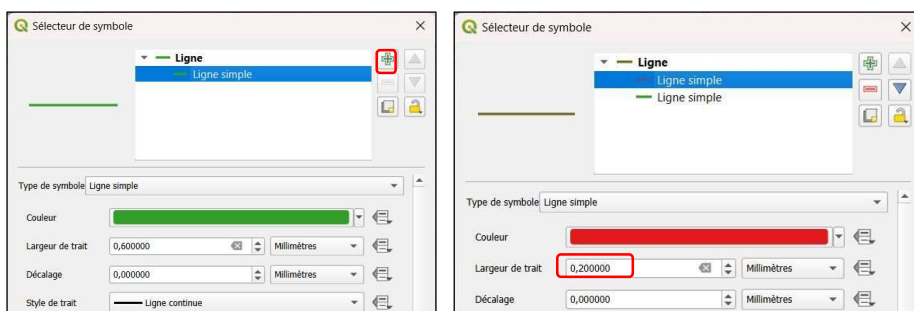 Sélecteur de symbole
Ligne
Ligne simple
Type de symbole Ligne simple
Couleur
Largeur de trait 0,600000 Millimètres
Décalage 0,000000 Millimètres
Style de trait Ligne continue
Sélecteur de symbole
Ligne
Ligne simple
Ligne simple
Type de symbole Ligne simple
Couleur
Largeur de trait 0,200000 Millimètres
Décalage 0,000000 Millimètres